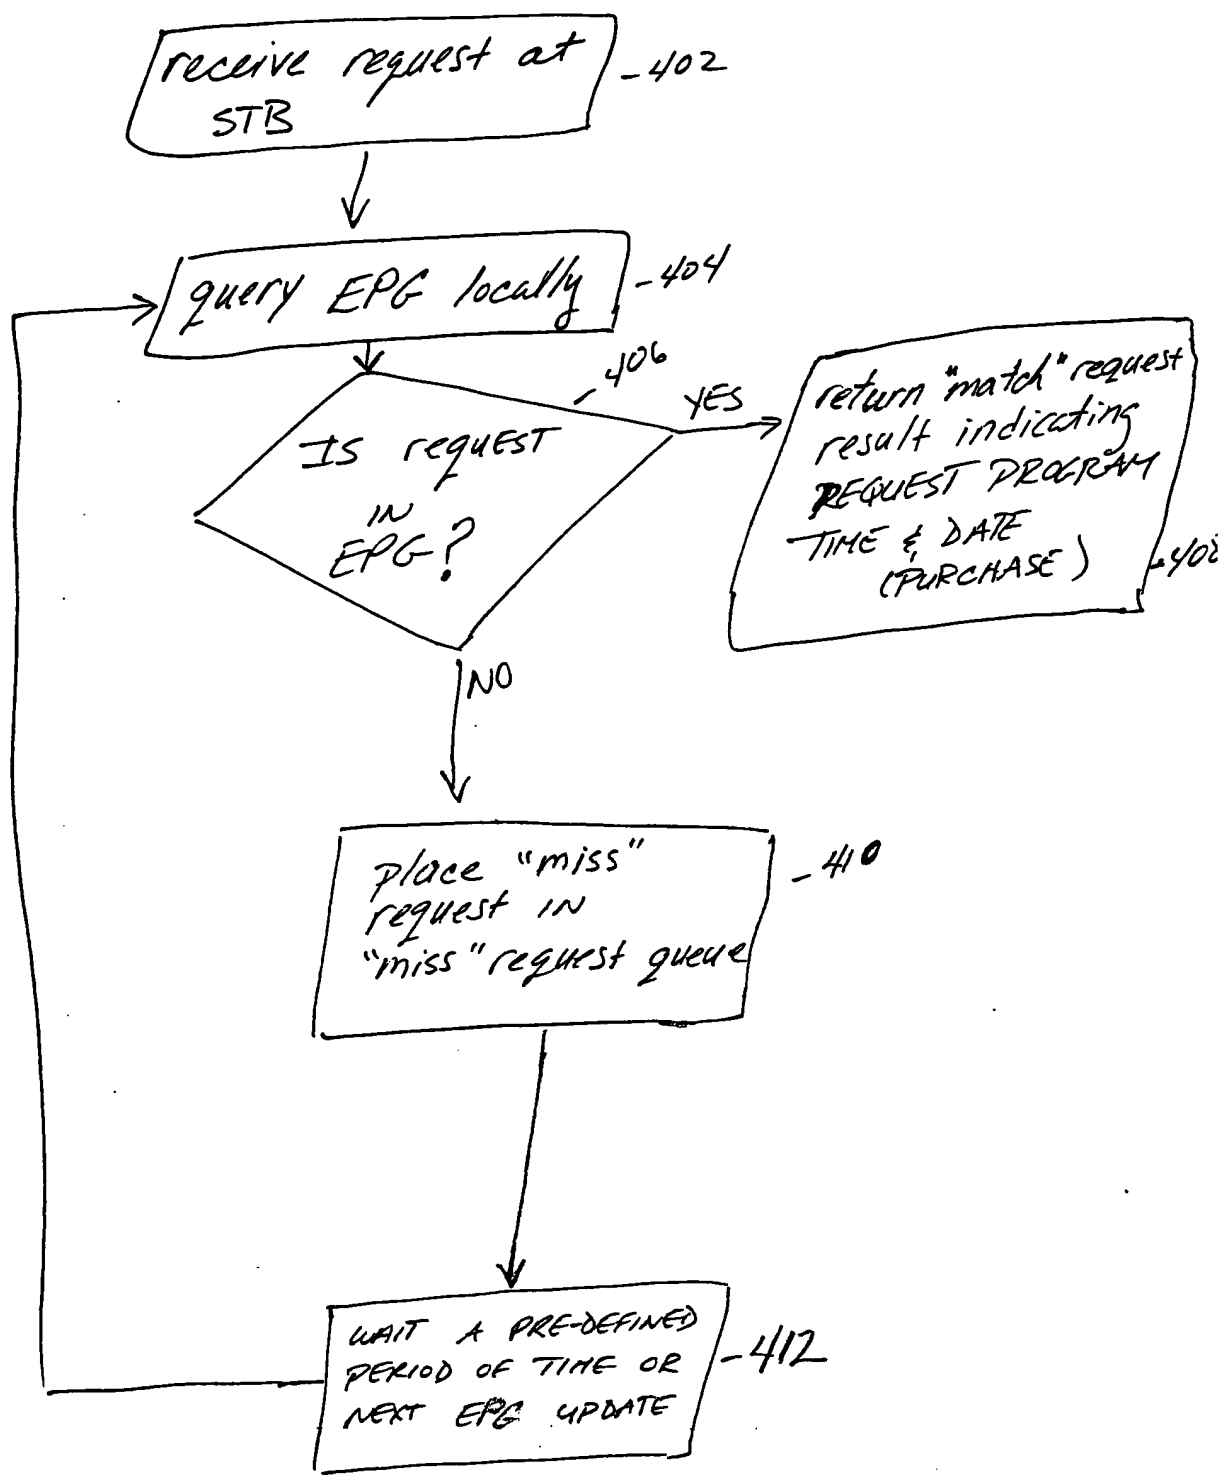 receive request at
STB
-402
query EPG locally
-404
406
IS request
IN
EPG?
YES
return "match" request
result indicating
REQUEST PROGRAM
TIME & DATE
(PURCHASE)
-408
NO
place "miss"
request IN
"miss" request queue
-410
WAIT A PRE-DEFINED
PERIOD OF TIME OR
NEXT EPG UPDATE
-412